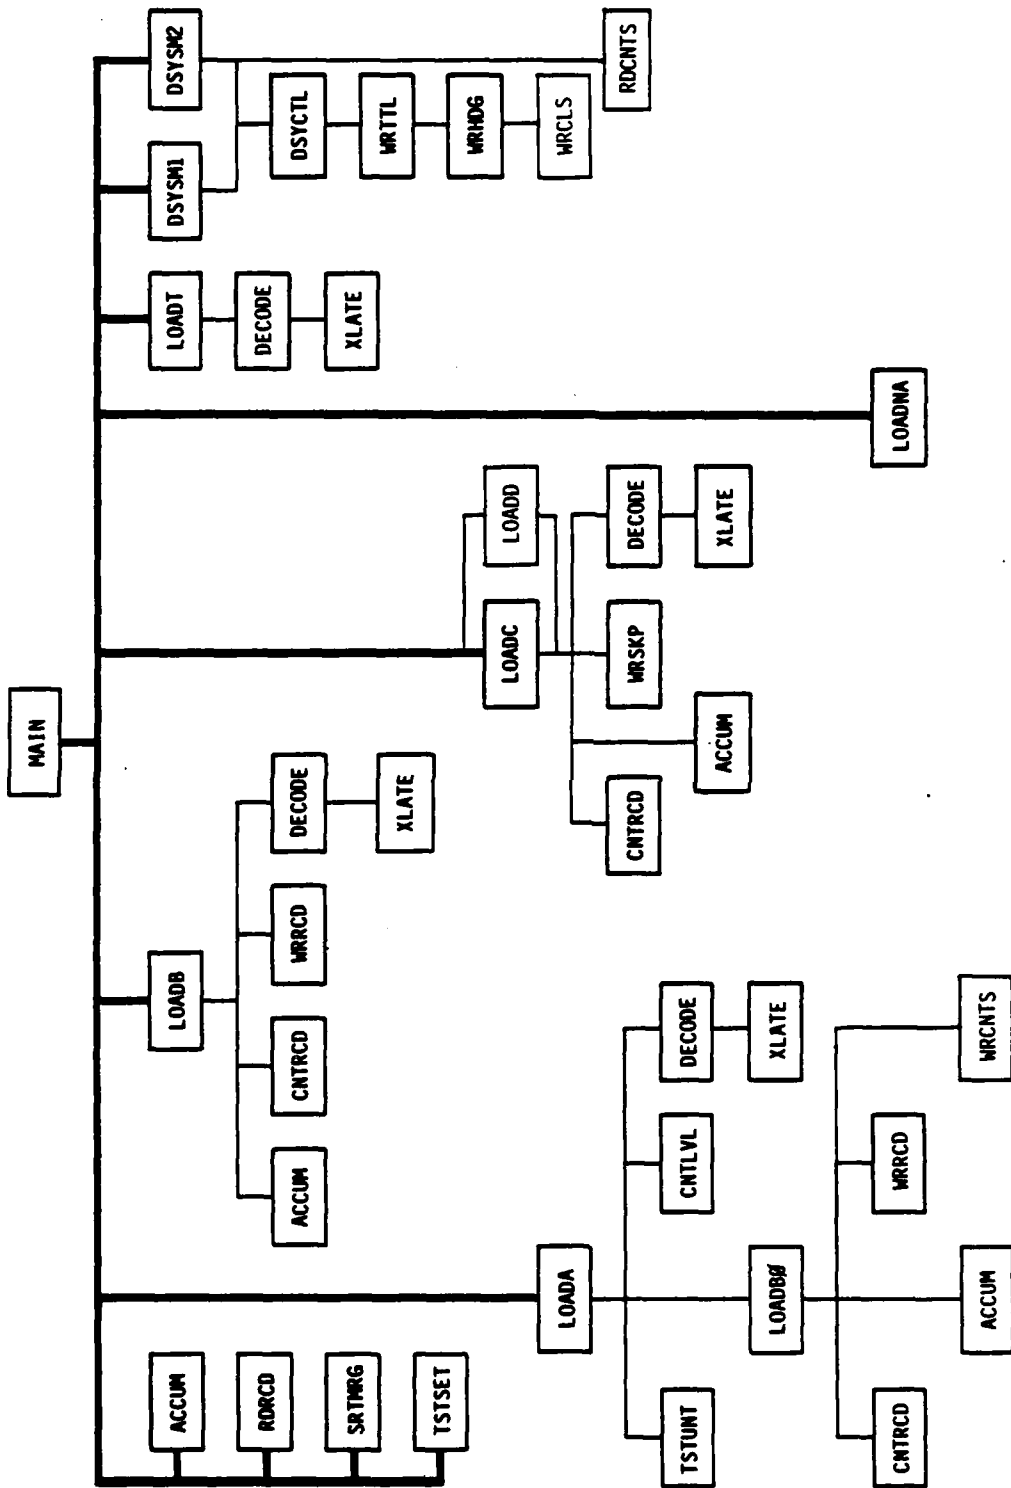 MAIN
ACCUM
RDRCD
SRTMRG
TSTSET
LOADA
TSTUNT
LOADBØ
CNTLVL
DECODE
XLATE
CNTRCD
ACCUM
WRRCD
WRCNTS
LOADB
ACCUM
CNTRCD
WRRCD
DECODE
XLATE
LOADC
LOADD
CNTRCD
ACCUM
WRSKP
DECODE
XLATE
LOADNA
LOADT
DECODE
XLATE
DSYSM1
DSYSM2
DSYCTL
WRTTL
WRHDG
WRCLS
RDCNTS